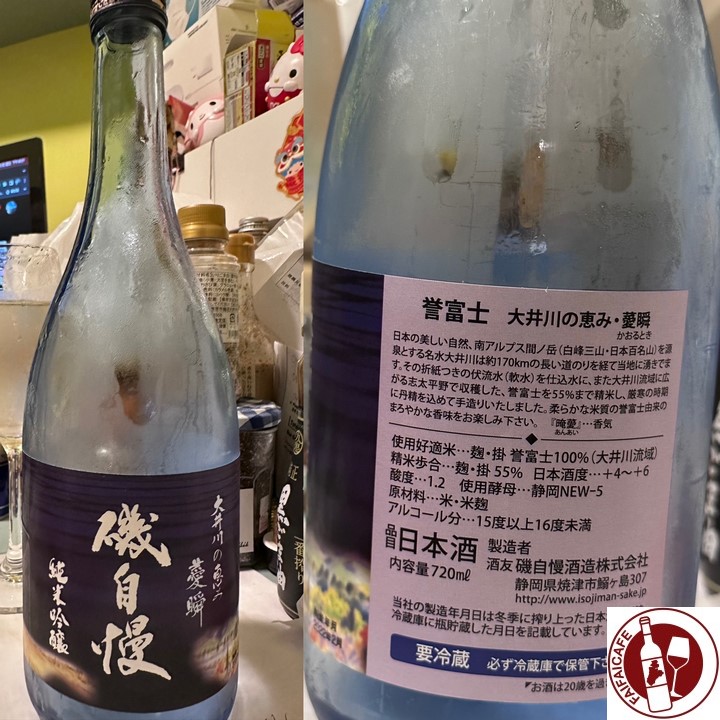 磯自慢
大井川の恵み
薆瞬
純米吟醸
誉富士 大井川の恵み・薆瞬
かおるとき
日本の美しい自然、南アルプス間ノ岳(白峰三山・日本百名山)を源
泉とする名水大井川は約170kmの長い道のりを経て当地に湧きでま
す。その折紙つきの伏流水(軟水)を仕込水に、また大井川流域に広
がる志太平野で収穫した、誉富士を55%まで精米し、厳寒の時期
に丹精を込めて手造りいたしました。柔らかな米質の誉富士由来の
まろやかな香味をお楽しみ下さい。 『晻薆』…香気
あんあい
使用好適米…麹・掛 誉富士100%(大井川流域)
精米歩合…麹・掛 55% 日本酒度…+4〜+6
酸度…1.2 使用酵母…静岡NEW-5
原材料…米・米麹
アルコール分…15度以上16度未満
品目 日本酒 製造者
内容量720mℓ 酒友 磯自慢酒造株式会社
静岡県焼津市鰯ヶ島307
http://www.isojiman-sake.jp
当社の製造年月日は冬季に搾り上った日本
冷蔵庫に瓶貯蔵した月日を記載しています。
要冷蔵 必ず冷蔵庫で保管下さ
お酒は20歳を過
一番搾り
FAIFAICAFE